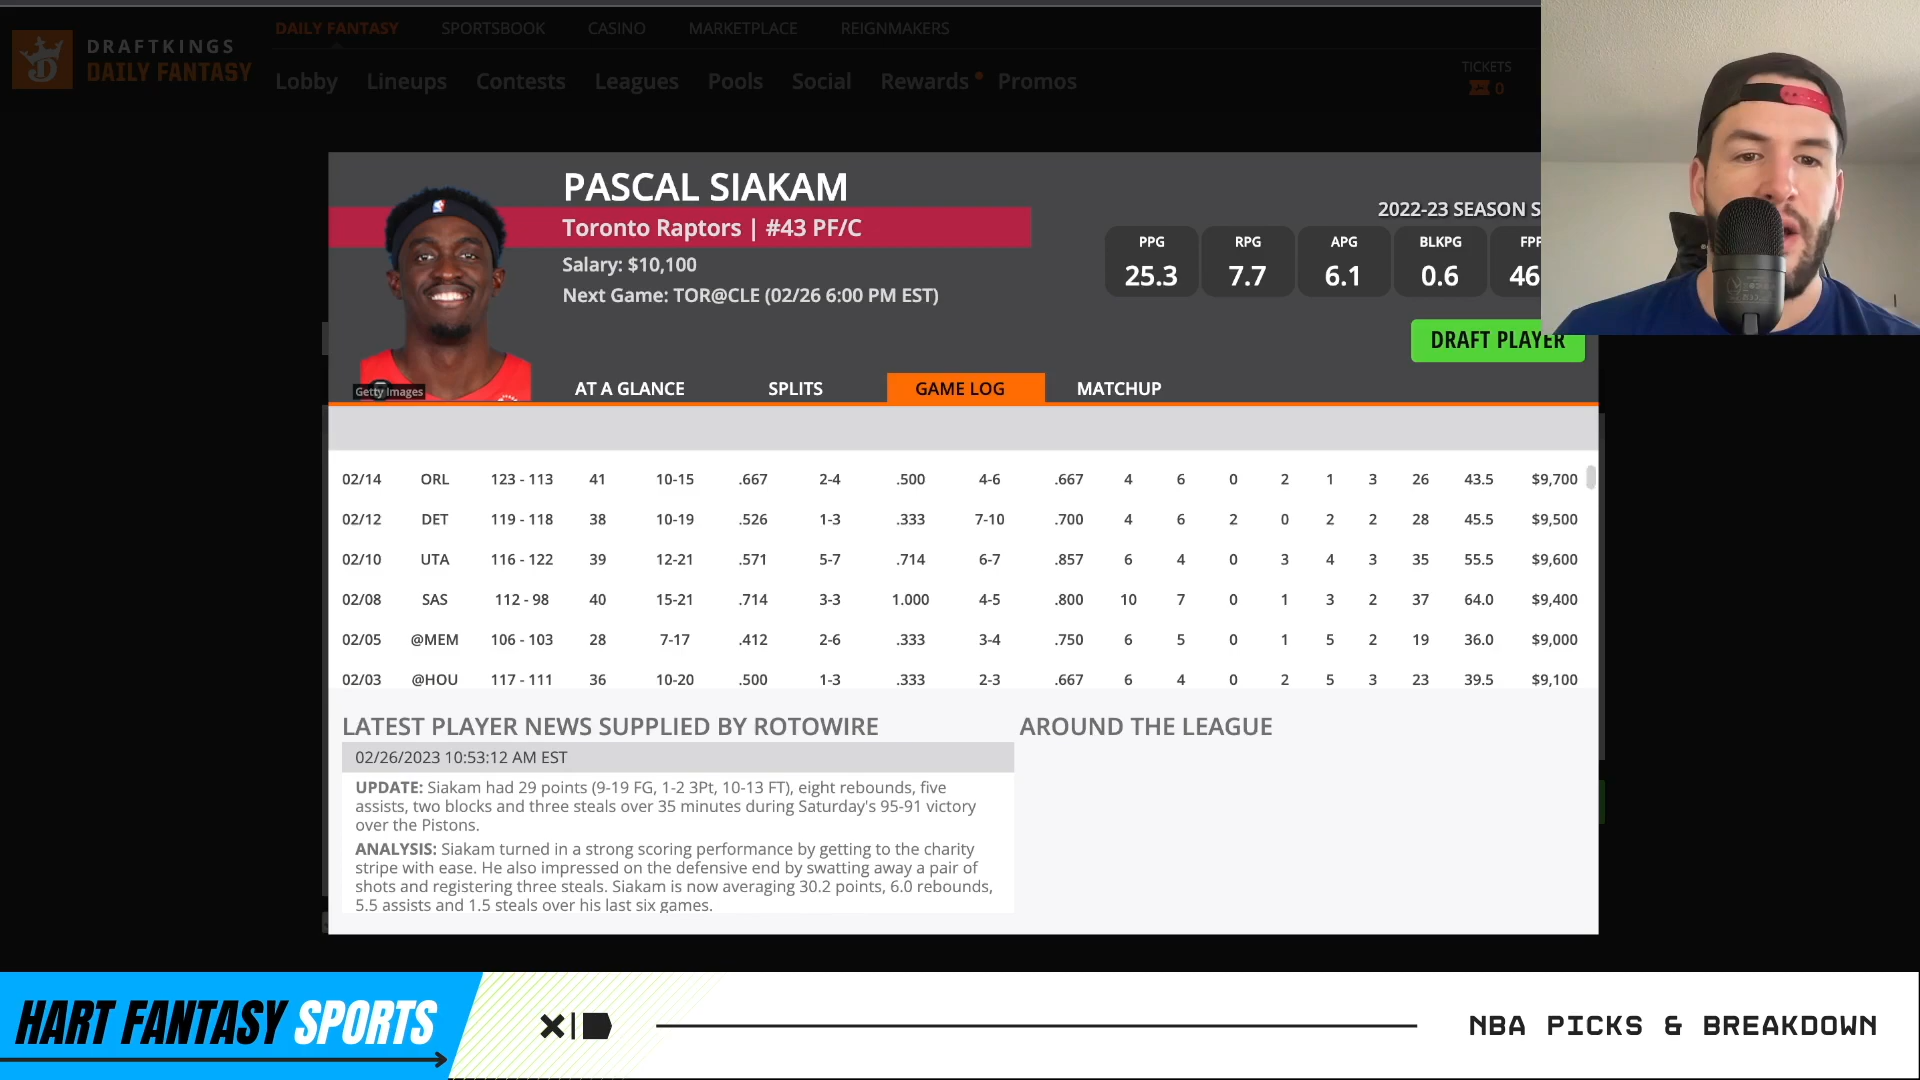 DAILY FANTASY SPORTSBOOK CASINO MARKETPLACE REIGNMAKERS
DRAFTKINGS
DAILY FANTASY
Lobby Lineups Contests Leagues Pools Social Rewards Promos
TICKETS
0
PASCAL SIAKAM
Toronto Raptors | #43 PF/C
Salary: $10,100
Next Game: TOR@CLE (02/26 6:00 PM EST)
2022-23 SEASON S
PPG RPG APG BLKPG FPP
25.3 7.7 6.1 0.6 46
DRAFT PLAYER
Getty Images
AT A GLANCE SPLITS GAME LOG MATCHUP
02/14 ORL 123 - 113 41 10-15 .667 2-4 .500 4-6 .667 4 6 0 2 1 3 26 43.5 $9,700
02/12 DET 119 - 118 38 10-19 .526 1-3 .333 7-10 .700 4 6 2 0 2 2 28 45.5 $9,500
02/10 UTA 116 - 122 39 12-21 .571 5-7 .714 6-7 .857 6 4 0 3 4 3 35 55.5 $9,600
02/08 SAS 112 - 98 40 15-21 .714 3-3 1.000 4-5 .800 10 7 0 1 3 2 37 64.0 $9,400
02/05 @MEM 106 - 103 28 7-17 .412 2-6 .333 3-4 .750 6 5 0 1 5 2 19 36.0 $9,000
02/03 @HOU 117 - 111 36 10-20 .500 1-3 .333 2-3 .667 6 4 0 2 5 3 23 39.5 $9,100
LATEST PLAYER NEWS SUPPLIED BY ROTOWIRE
02/26/2023 10:53:12 AM EST
UPDATE: Siakam had 29 points (9-19 FG, 1-2 3Pt, 10-13 FT), eight rebounds, five
assists, two blocks and three steals over 35 minutes during Saturday's 95-91 victory
over the Pistons.
ANALYSIS: Siakam turned in a strong scoring performance by getting to the charity
stripe with ease. He also impressed on the defensive end by swatting away a pair of
shots and registering three steals. Siakam is now averaging 30.2 points, 6.0 rebounds,
5.5 assists and 1.5 steals over his last six games.
AROUND THE LEAGUE
HART FANTASY SPORTS
NBA PICKS & BREAKDOWN